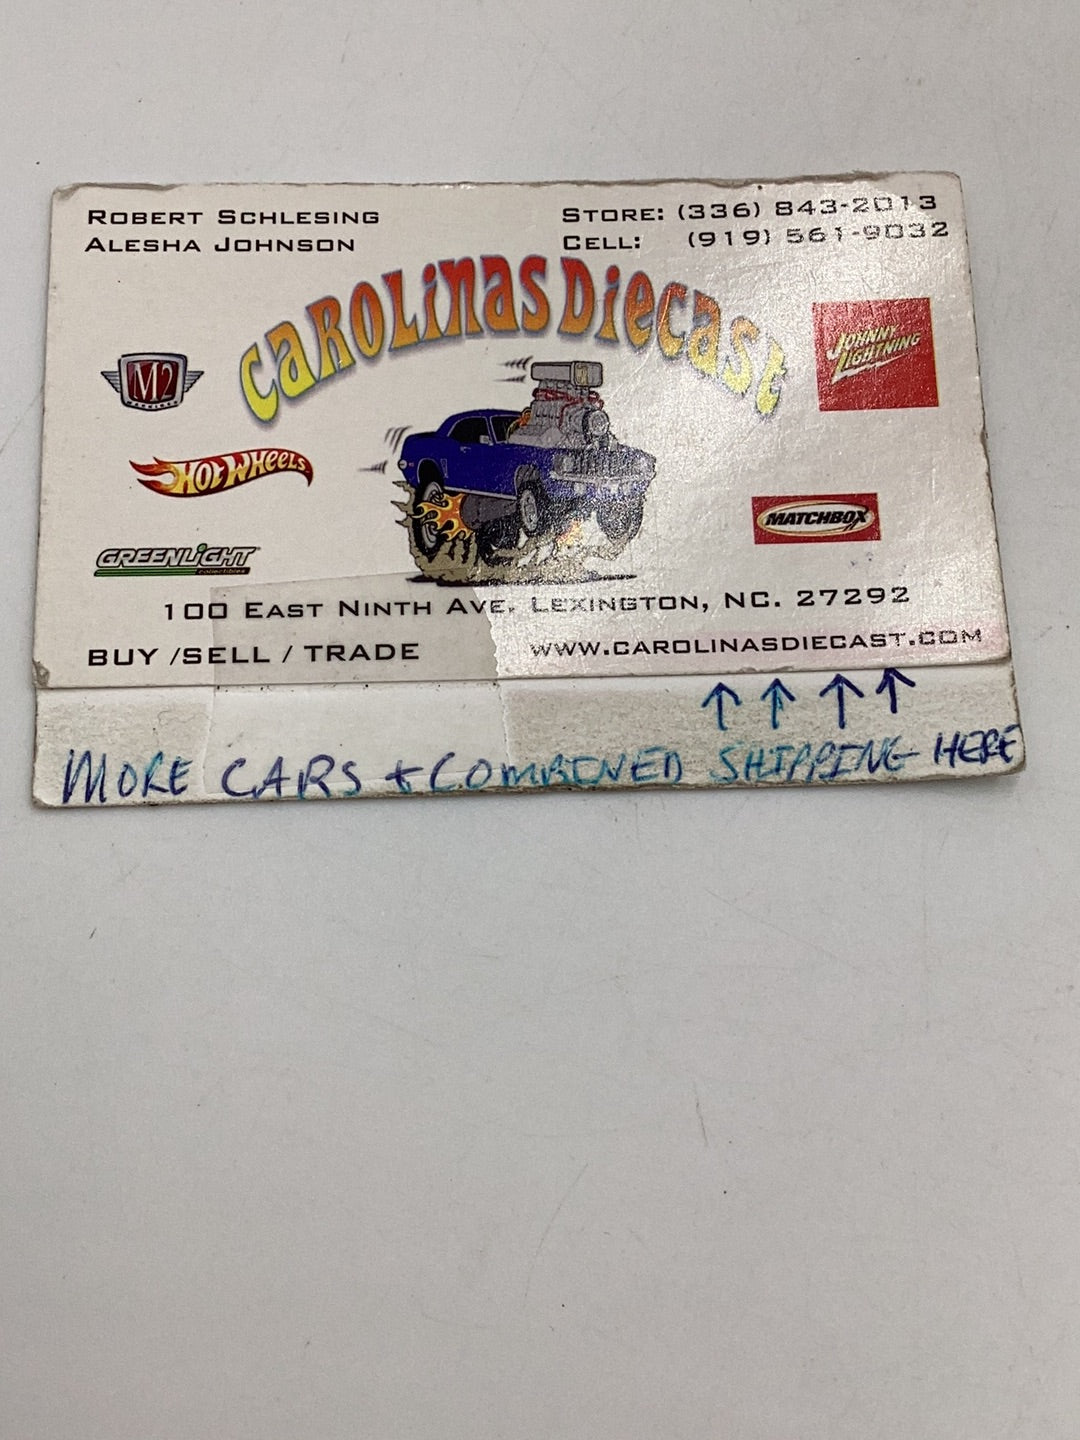 ROBERT SCHLESING
ALESHA JOHNSON
STORE: (336) 843-2013
CELL: (919) 561-9032
CAROLINAS DIECAST
M2
MACHINES
JOHNNY
LIGHTNING
HOT WHEELS
MATCHBOX
GREENLIGHT
collectibles
100 EAST NINTH AVE. LEXINGTON, NC. 27292
BUY /SELL / TRADE
WWW.CAROLINASDIECAST.COM
↑ ↑ ↑ ↑
MORE CARS + COMBINED SHIPPING HERE